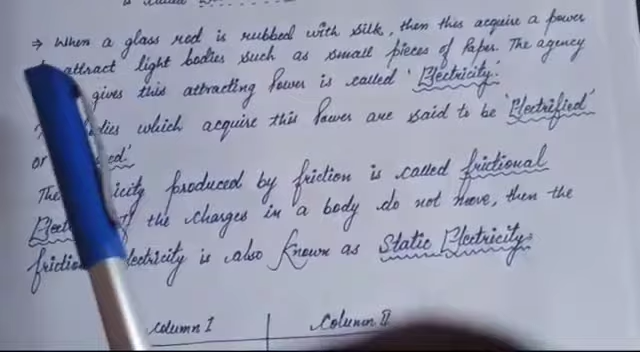 is called
⇒ When a glass rod is rubbed with silk, then this acquire a power
attract light bodies such as small pieces of Paper. The agency
gives this attracting Power is called 'Electricity'.
which acquire this Power are said to be 'Electrified'
or
The produced by friction is called frictional
the charges in a body do not move, then the
is also known as Static Electricity.
Column I Column II